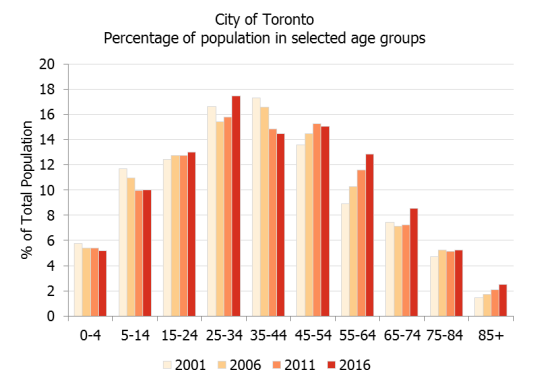 City of Toronto
Percentage of population in selected age groups
20
18
16
14
12
10
8
6
4
2
0
% of Total Population
0-4 5-14 15-24 25-34 35-44 45-54 55-64 65-74 75-84 85+
2001 2006 2011 2016